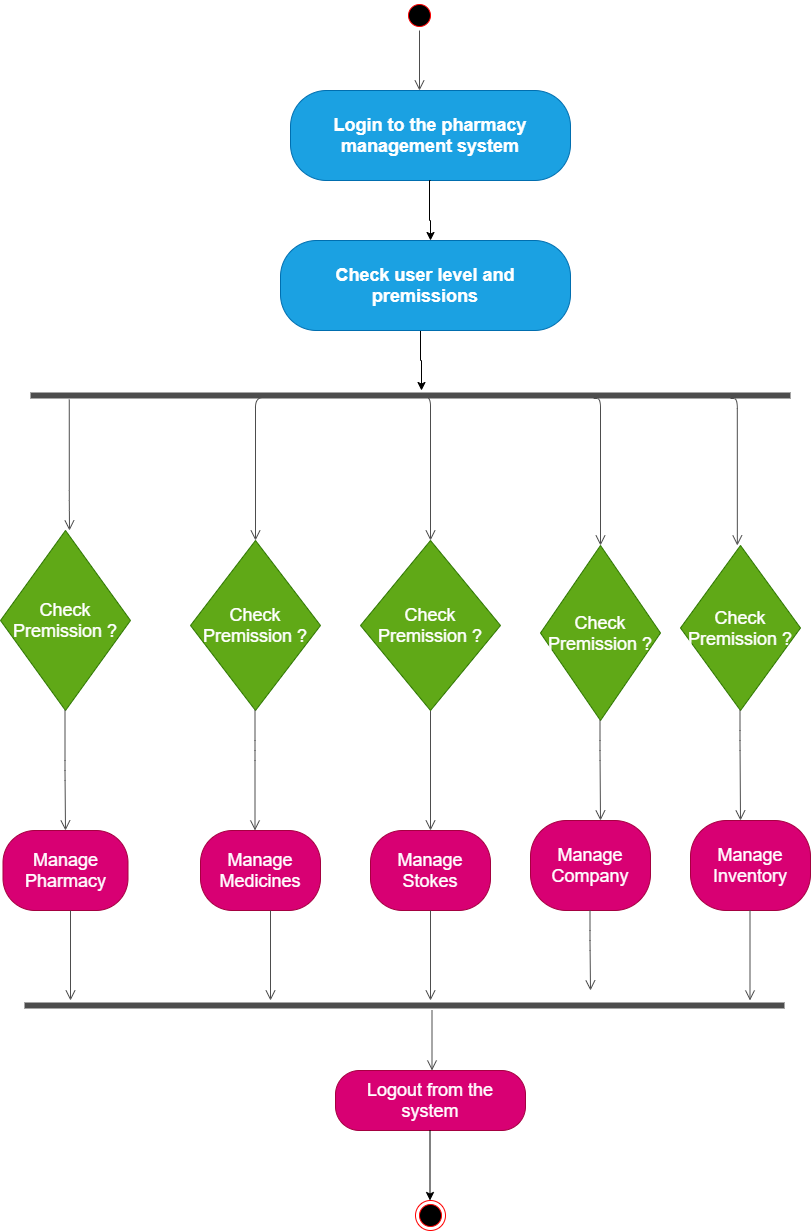 Login to the pharmacy
management system
Check user level and
premissions
Check
Premission ?
Check
Premission ?
Check
Premission ?
Check
Premission ?
Check
Premission ?
Manage
Pharmacy
Manage
Medicines
Manage
Stokes
Manage
Company
Manage
Inventory
Logout from the
system